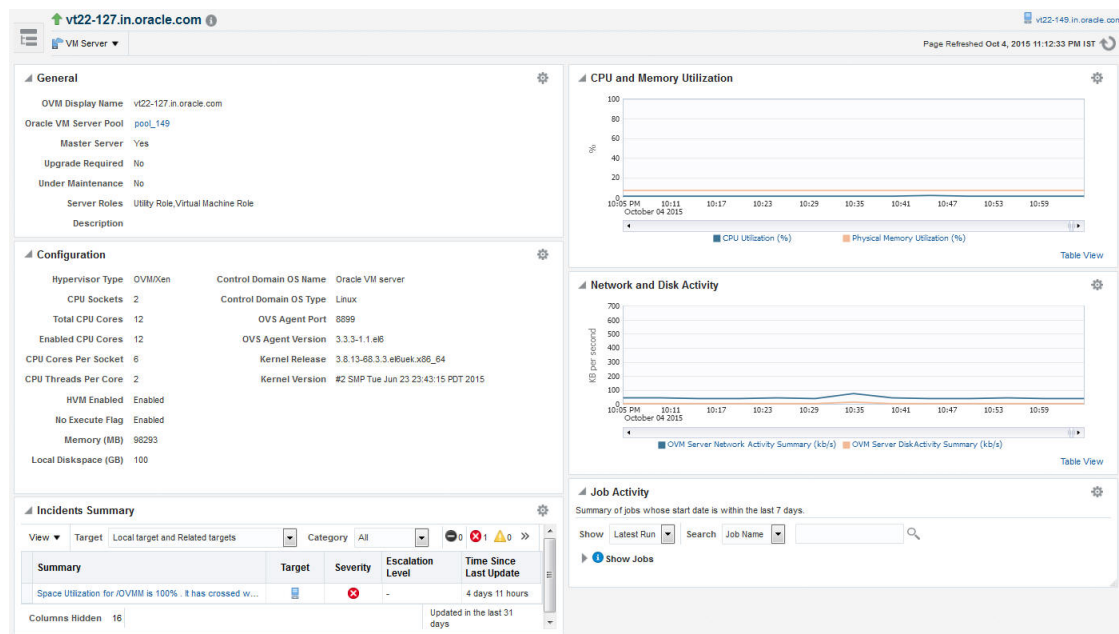 vt22-127.in.oracle.com
vt22-149.in.oracle.com
VM Server
Page Refreshed Oct 4, 2015 11:12:33 PM IST
General
OVM Display Name vt22-127.in.oracle.com
Oracle VM Server Pool pool_149
Master Server Yes
Upgrade Required No
Under Maintenance No
Server Roles Utility Role,Virtual Machine Role
Description
Configuration
Hypervisor Type OVM/Xen Control Domain OS Name Oracle VM server
CPU Sockets 2 Control Domain OS Type Linux
Total CPU Cores 12 OVS Agent Port 8899
Enabled CPU Cores 12 OVS Agent Version 3.3.3-1.1.el6
CPU Cores Per Socket 6 Kernel Release 3.8.13-68.3.3.el6uek.x86_64
CPU Threads Per Core 2 Kernel Version #2 SMP Tue Jun 23 23:43:15 PDT 2015
HVM Enabled Enabled
No Execute Flag Enabled
Memory (MB) 98293
Local Diskspace (GB) 100
Incidents Summary
View Target Local target and Related targets Category All 0 1 0 »
Summary Target Severity Escalation Level Time Since Last Update
Space Utilization for /OVMM is 100% . It has crossed w... - 4 days 11 hours
Columns Hidden 16 Updated in the last 31 days
CPU and Memory Utilization
100
80
60
40
20
0
%
10:05 PM 10:11 10:17 10:23 10:29 10:35 10:41 10:47 10:53 10:59
October 04 2015
CPU Utilization (%) Physical Memory Utilization (%)
Table View
Network and Disk Activity
700
600
500
400
300
200
100
0
KB per second
10:05 PM 10:11 10:17 10:23 10:29 10:35 10:41 10:47 10:53 10:59
October 04 2015
OVM Server Network Activity Summary (kb/s) OVM Server DiskActivity Summary (kb/s)
Table View
Job Activity
Summary of jobs whose start date is within the last 7 days.
Show Latest Run Search Job Name
Show Jobs